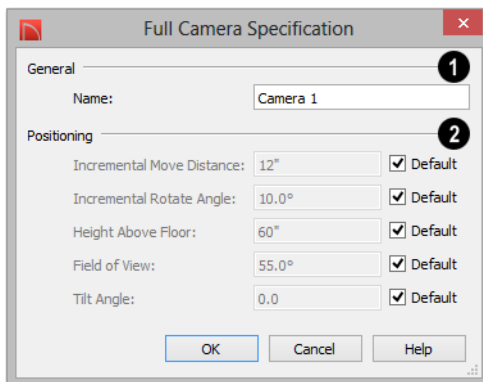 Full Camera Specification
General
1
Name: Camera 1
Positioning
2
Incremental Move Distance: 12" Default
Incremental Rotate Angle: 10.0° Default
Height Above Floor: 60" Default
Field of View: 55.0° Default
Tilt Angle: 0.0 Default
OK Cancel Help